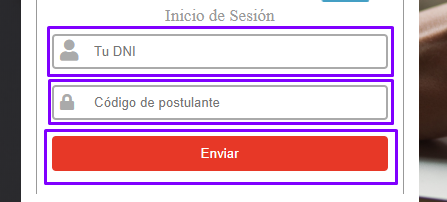 Inicio de Sesión
Tu DNI
Código de postulante
Enviar